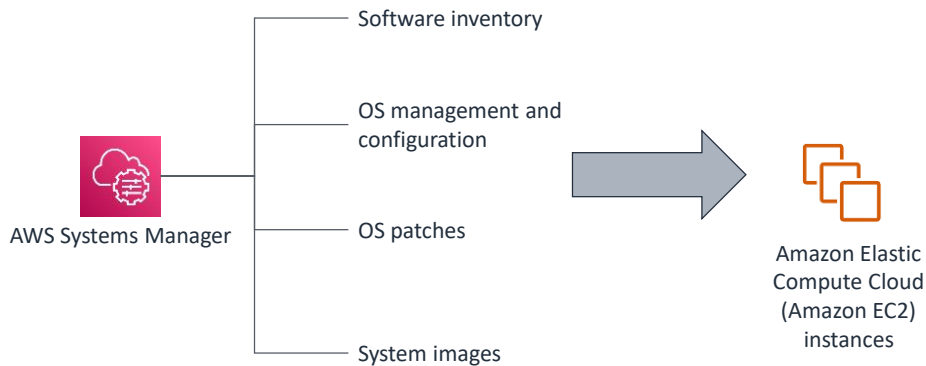 Software inventory
OS management and
configuration
AWS Systems Manager
OS patches
System images
Amazon Elastic
Compute Cloud
(Amazon EC2)
instances